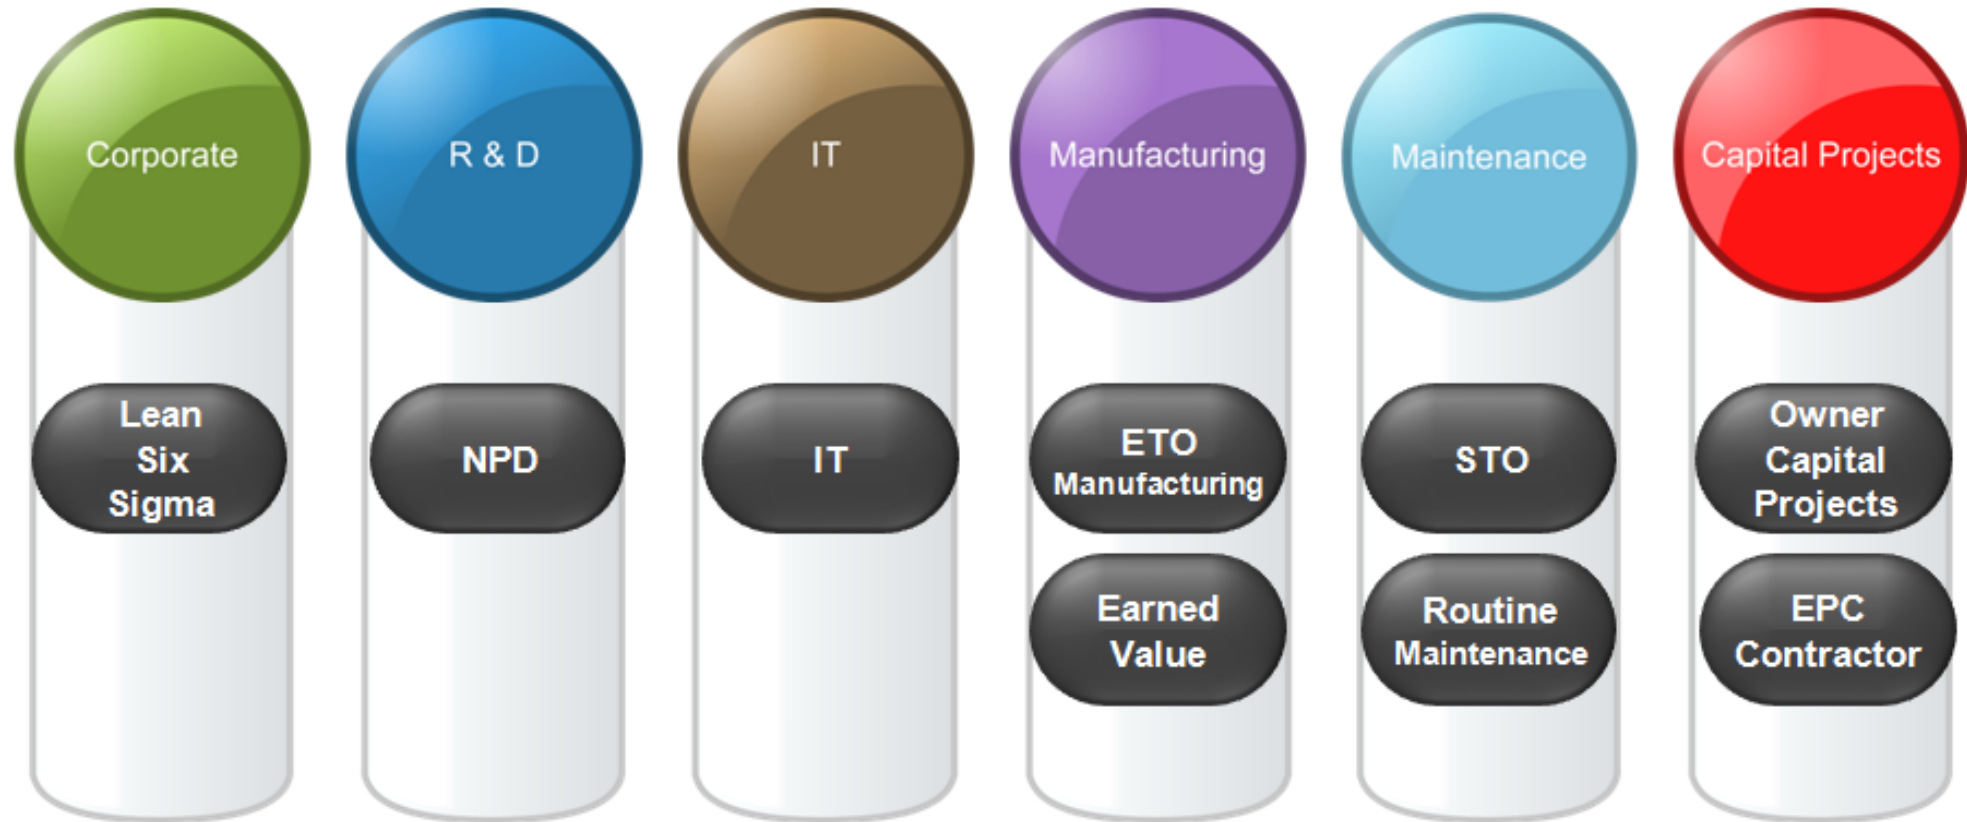 Corporate
R & D
IT
Manufacturing
Maintenance
Capital Projects
Lean
Six
Sigma
NPD
IT
ETO
Manufacturing
STO
Owner
Capital
Projects
Earned
Value
Routine
Maintenance
EPC
Contractor